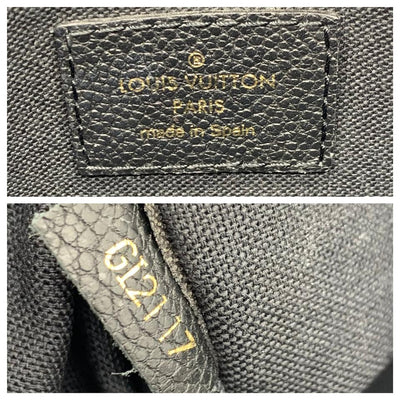 ®
LOUIS VUITTON
PARIS
made in Spain
GI2117